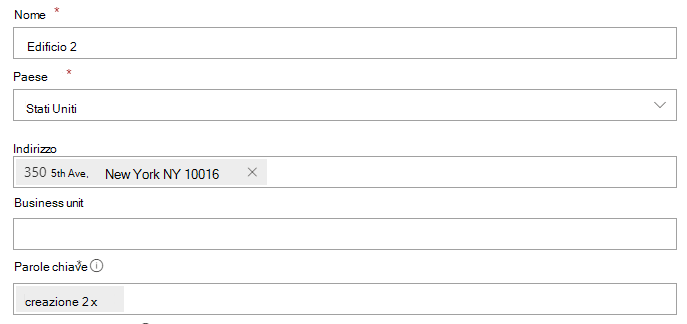 Nome *
Edificio 2
Paese *
Stati Uniti
Indirizzo
350 5th Ave, New York NY 10016
Business unit
Parole chiave*
creazione 2 x